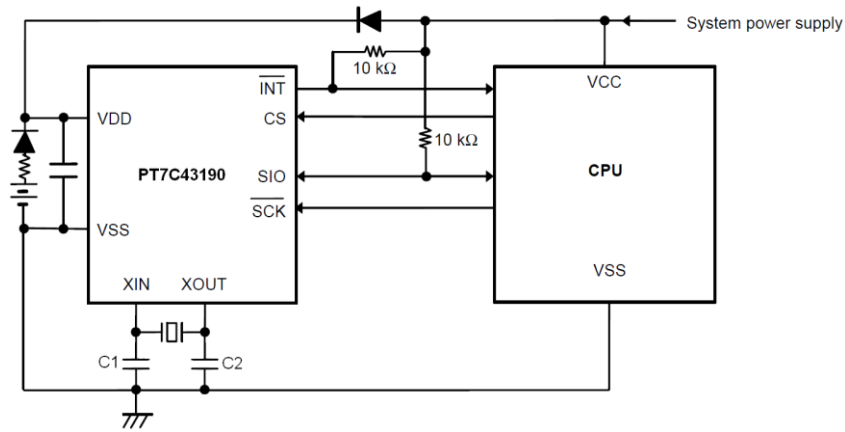 System power supply
10 kΩ
INT
VCC
VDD
CS
10 kΩ
PT7C43190
SIO
CPU
SCK
VSS
VSS
XIN
XOUT
C1
C2